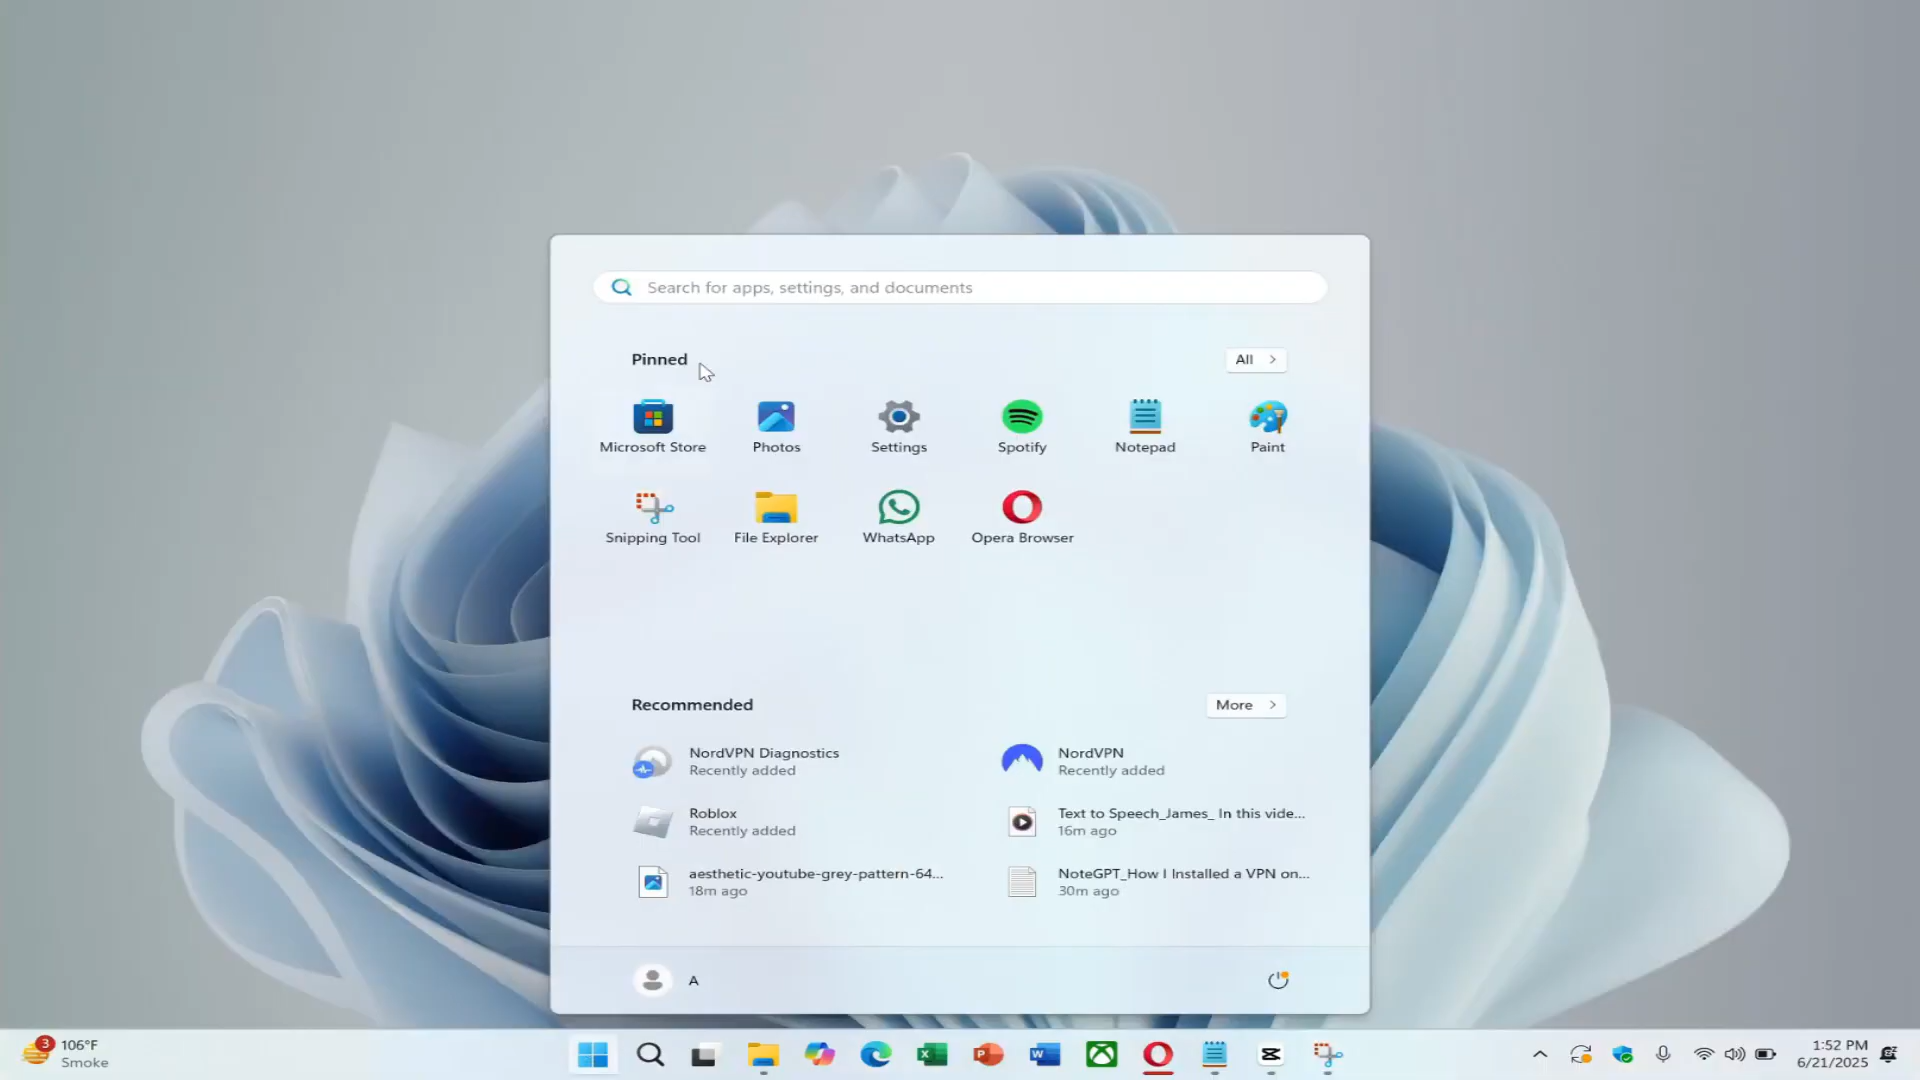 Search for apps, settings, and documents
Pinned
All
Microsoft Store
Photos
Settings
Spotify
Notepad
Paint
Snipping Tool
File Explorer
WhatsApp
Opera Browser
Recommended
More
NordVPN Diagnostics
Recently added
NordVPN
Recently added
Roblox
Recently added
Text to Speech_James_ In this vide...
16m ago
aesthetic-youtube-grey-pattern-64...
18m ago
NoteGPT_How I Installed a VPN on...
30m ago
A
3
106°F
Smoke
1:52 PM
6/21/2025